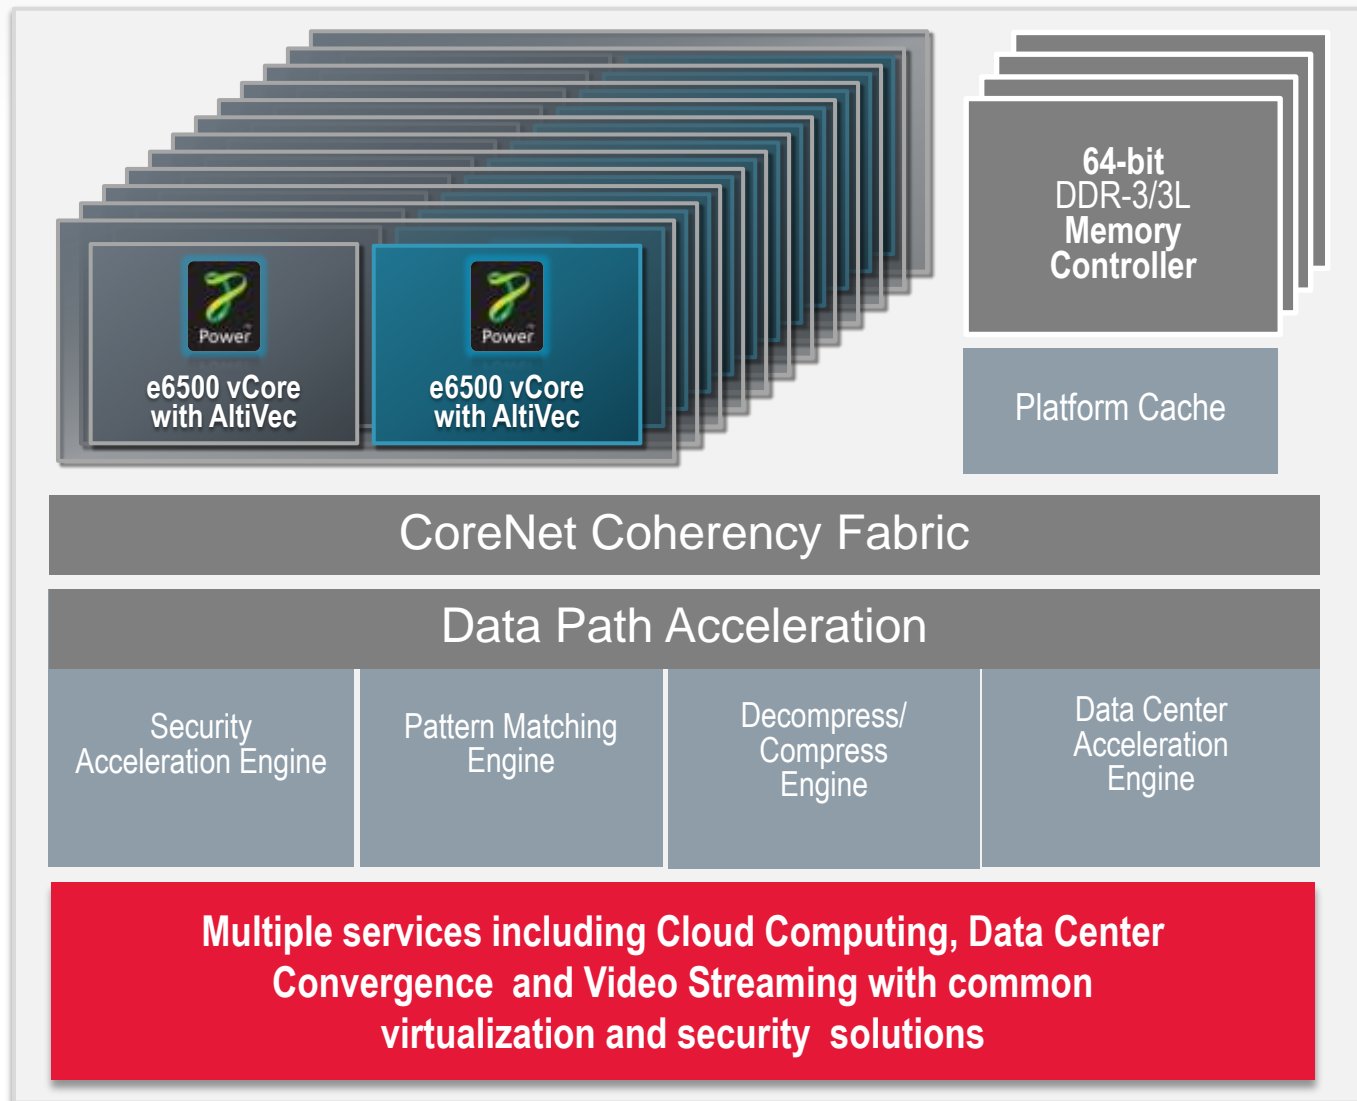 Power
e6500 vCore
with AltiVec
Power
e6500 vCore
with AltiVec
64-bit
DDR-3/3L
Memory
Controller
Platform Cache
CoreNet Coherency Fabric
Data Path Acceleration
Security
Acceleration Engine
Pattern Matching
Engine
Decompress/
Compress
Engine
Data Center
Acceleration
Engine
Multiple services including Cloud Computing, Data Center
Convergence and Video Streaming with common
virtualization and security solutions